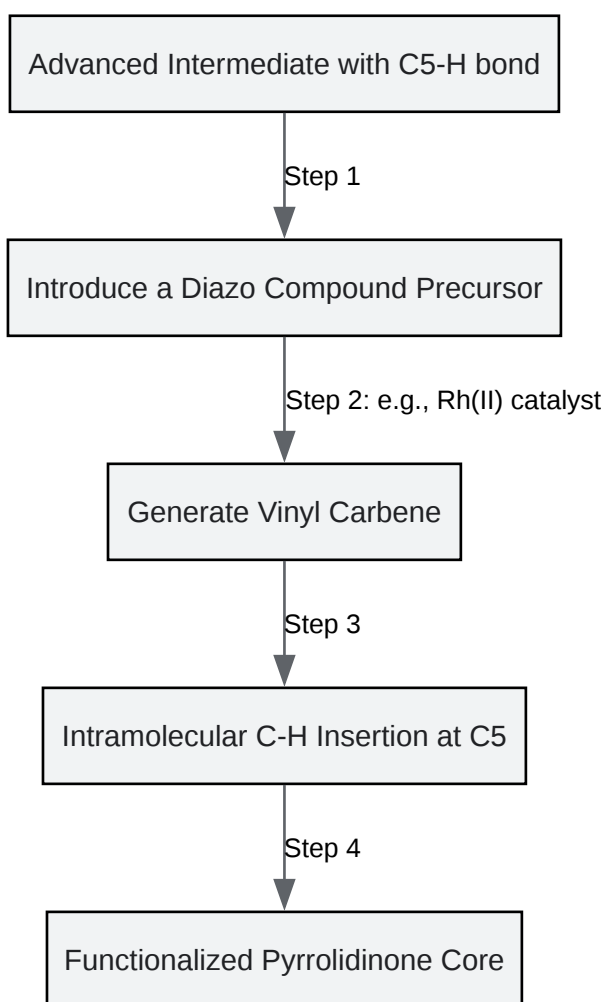 Advanced Intermediate with C5-H bond
Step 1
Introduce a Diazo Compound Precursor
Step 2: e.g., Rh(II) catalyst
Generate Vinyl Carbene
Step 3
Intramolecular C-H Insertion at C5
Step 4
Functionalized Pyrrolidinone Core